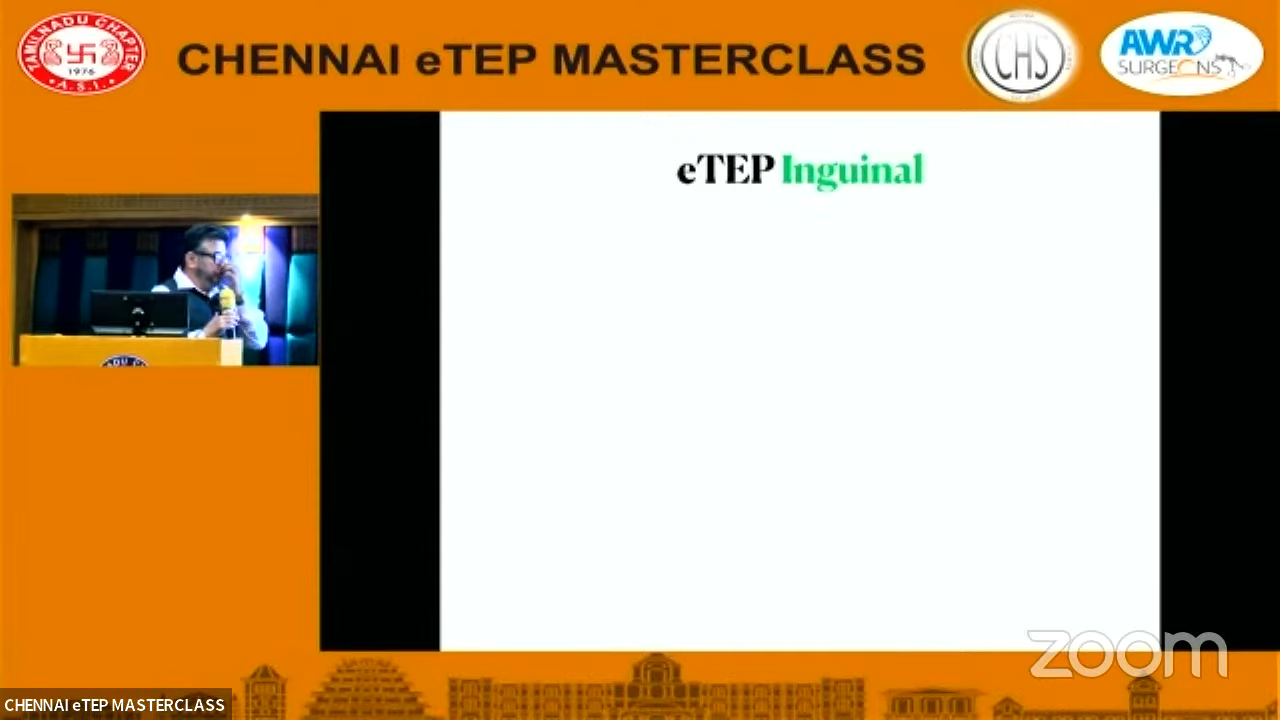 TAMILNADU CHAPTER
1976
A.S.I.
CHENNAI eTEP MASTERCLASS
CHS
AWR
SURGEONS
eTEP Inguinal
zoom
CHENNAI eTEP MASTERCLASS